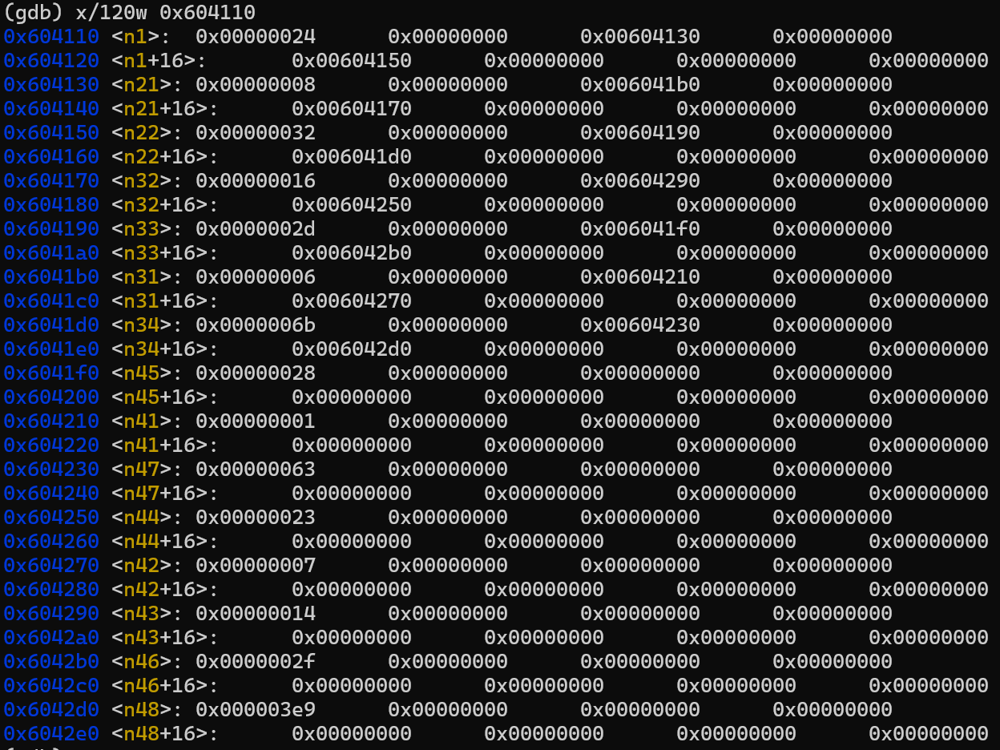 (gdb) x/120w 0x604110
0x604110 <n1>: 0x00000024 0x00000000 0x00604130 0x00000000
0x604120 <n1+16>: 0x00604150 0x00000000 0x00000000 0x00000000
0x604130 <n21>: 0x00000008 0x00000000 0x006041b0 0x00000000
0x604140 <n21+16>: 0x00604170 0x00000000 0x00000000 0x00000000
0x604150 <n22>: 0x00000032 0x00000000 0x00604190 0x00000000
0x604160 <n22+16>: 0x006041d0 0x00000000 0x00000000 0x00000000
0x604170 <n32>: 0x00000016 0x00000000 0x00604290 0x00000000
0x604180 <n32+16>: 0x00604250 0x00000000 0x00000000 0x00000000
0x604190 <n33>: 0x0000002d 0x00000000 0x006041f0 0x00000000
0x6041a0 <n33+16>: 0x006042b0 0x00000000 0x00000000 0x00000000
0x6041b0 <n31>: 0x00000006 0x00000000 0x00604210 0x00000000
0x6041c0 <n31+16>: 0x00604270 0x00000000 0x00000000 0x00000000
0x6041d0 <n34>: 0x0000006b 0x00000000 0x00604230 0x00000000
0x6041e0 <n34+16>: 0x006042d0 0x00000000 0x00000000 0x00000000
0x6041f0 <n45>: 0x00000028 0x00000000 0x00000000 0x00000000
0x604200 <n45+16>: 0x00000000 0x00000000 0x00000000 0x00000000
0x604210 <n41>: 0x00000001 0x00000000 0x00000000 0x00000000
0x604220 <n41+16>: 0x00000000 0x00000000 0x00000000 0x00000000
0x604230 <n47>: 0x00000063 0x00000000 0x00000000 0x00000000
0x604240 <n47+16>: 0x00000000 0x00000000 0x00000000 0x00000000
0x604250 <n44>: 0x00000023 0x00000000 0x00000000 0x00000000
0x604260 <n44+16>: 0x00000000 0x00000000 0x00000000 0x00000000
0x604270 <n42>: 0x00000007 0x00000000 0x00000000 0x00000000
0x604280 <n42+16>: 0x00000000 0x00000000 0x00000000 0x00000000
0x604290 <n43>: 0x00000014 0x00000000 0x00000000 0x00000000
0x6042a0 <n43+16>: 0x00000000 0x00000000 0x00000000 0x00000000
0x6042b0 <n46>: 0x0000002f 0x00000000 0x00000000 0x00000000
0x6042c0 <n46+16>: 0x00000000 0x00000000 0x00000000 0x00000000
0x6042d0 <n48>: 0x000003e9 0x00000000 0x00000000 0x00000000
0x6042e0 <n48+16>: 0x00000000 0x00000000 0x00000000 0x00000000